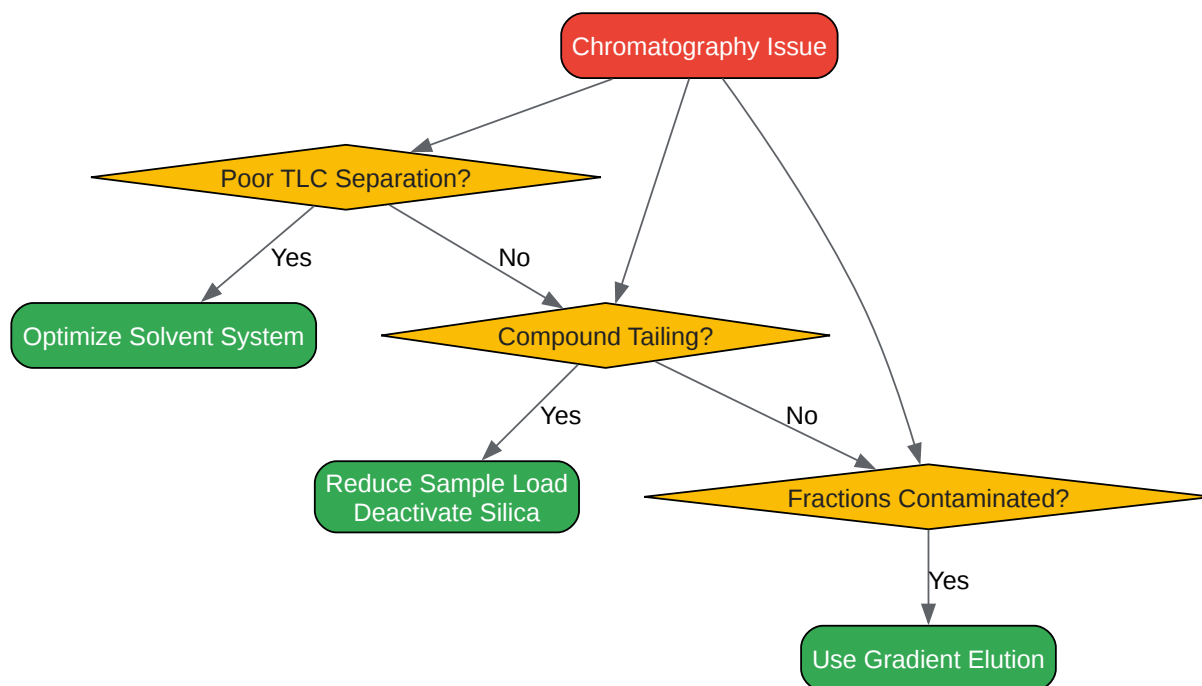 Chromatography Issue
Poor TLC Separation?
Yes
No
Optimize Solvent System
Compound Tailing?
Yes
No
Reduce Sample Load
Deactivate Silica
Fractions Contaminated?
Yes
Use Gradient Elution